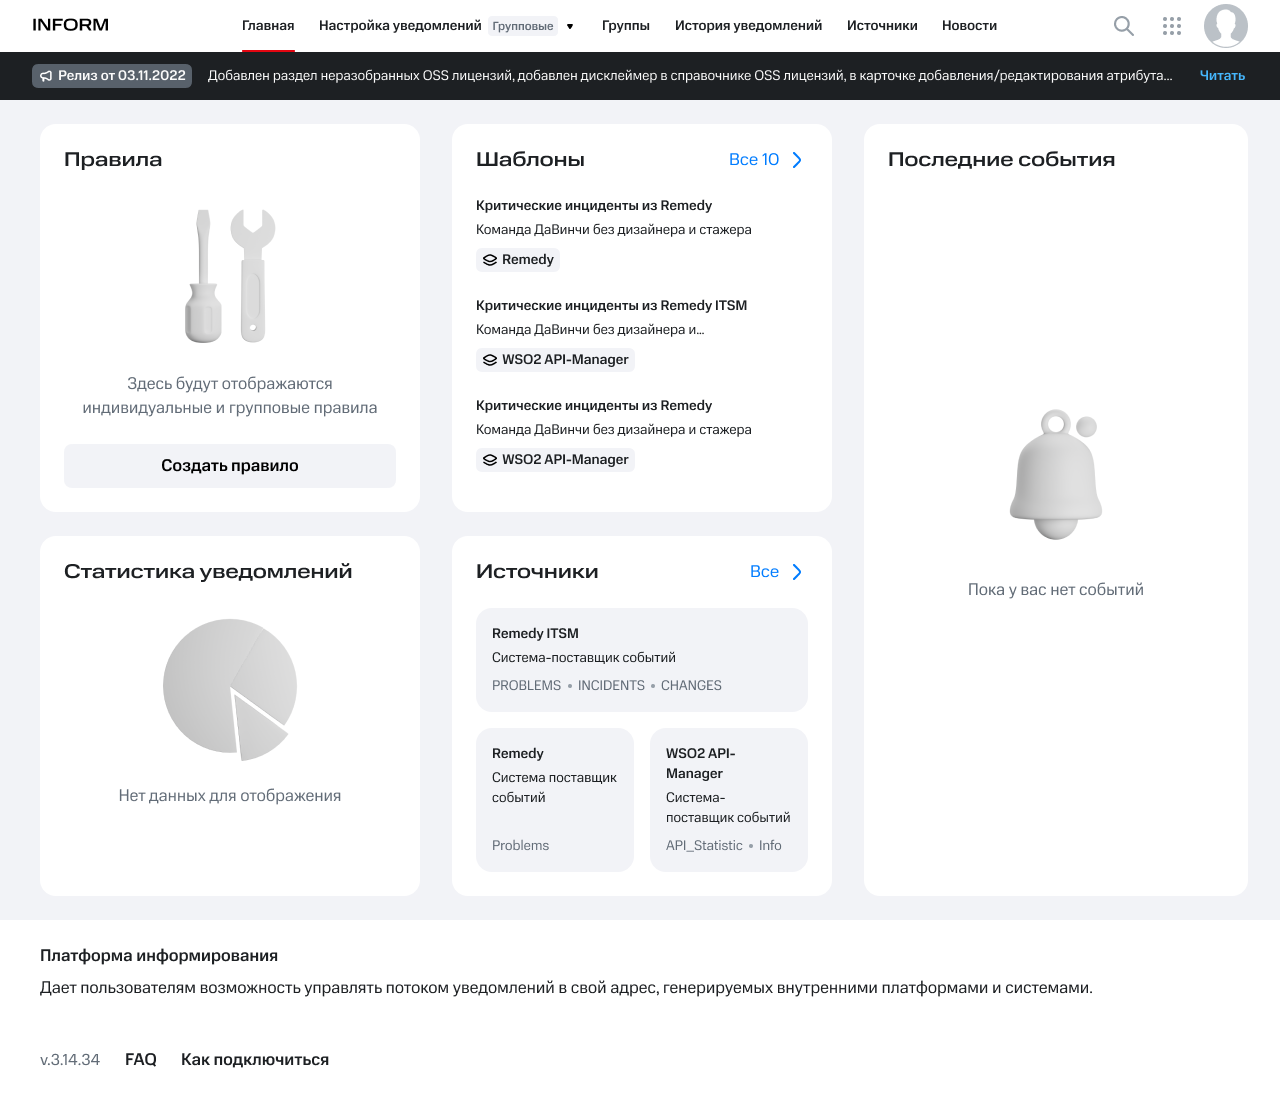 INFORM
Главная
Настройка уведомлений Групповые
Группы
История уведомлений
Источники
Новости
Релиз от 03.11.2022
Добавлен раздел неразобранных OSS лицензий, добавлен дисклеймер в справочнике OSS лицензий, в карточке добавления/редактирования атрибута...
Читать
Правила
Здесь будут отображаются
индивидуальные и групповые правила
Создать правило
Шаблоны
Все 10
Критические инциденты из Remedy
Команда ДаВинчи без дизайнера и стажера
Remedy
Критические инциденты из Remedy ITSM
Команда ДаВинчи без дизайнера и...
WSO2 API-Manager
Критические инциденты из Remedy
Команда ДаВинчи без дизайнера и стажера
WSO2 API-Manager
Последние события
Пока у вас нет событий
Статистика уведомлений
Нет данных для отображения
Источники
Все
Remedy ITSM
Система-поставщик событий
PROBLEMS • INCIDENTS • CHANGES
Remedy
Система поставщик
событий
Problems
WSO2 API-
Manager
Система-
поставщик событий
API_Statistic • Info
Платформа информирования
Дает пользователям возможность управлять потоком уведомлений в свой адрес, генерируемых внутренними платформами и системами.
v.3.14.34
FAQ
Как подключиться